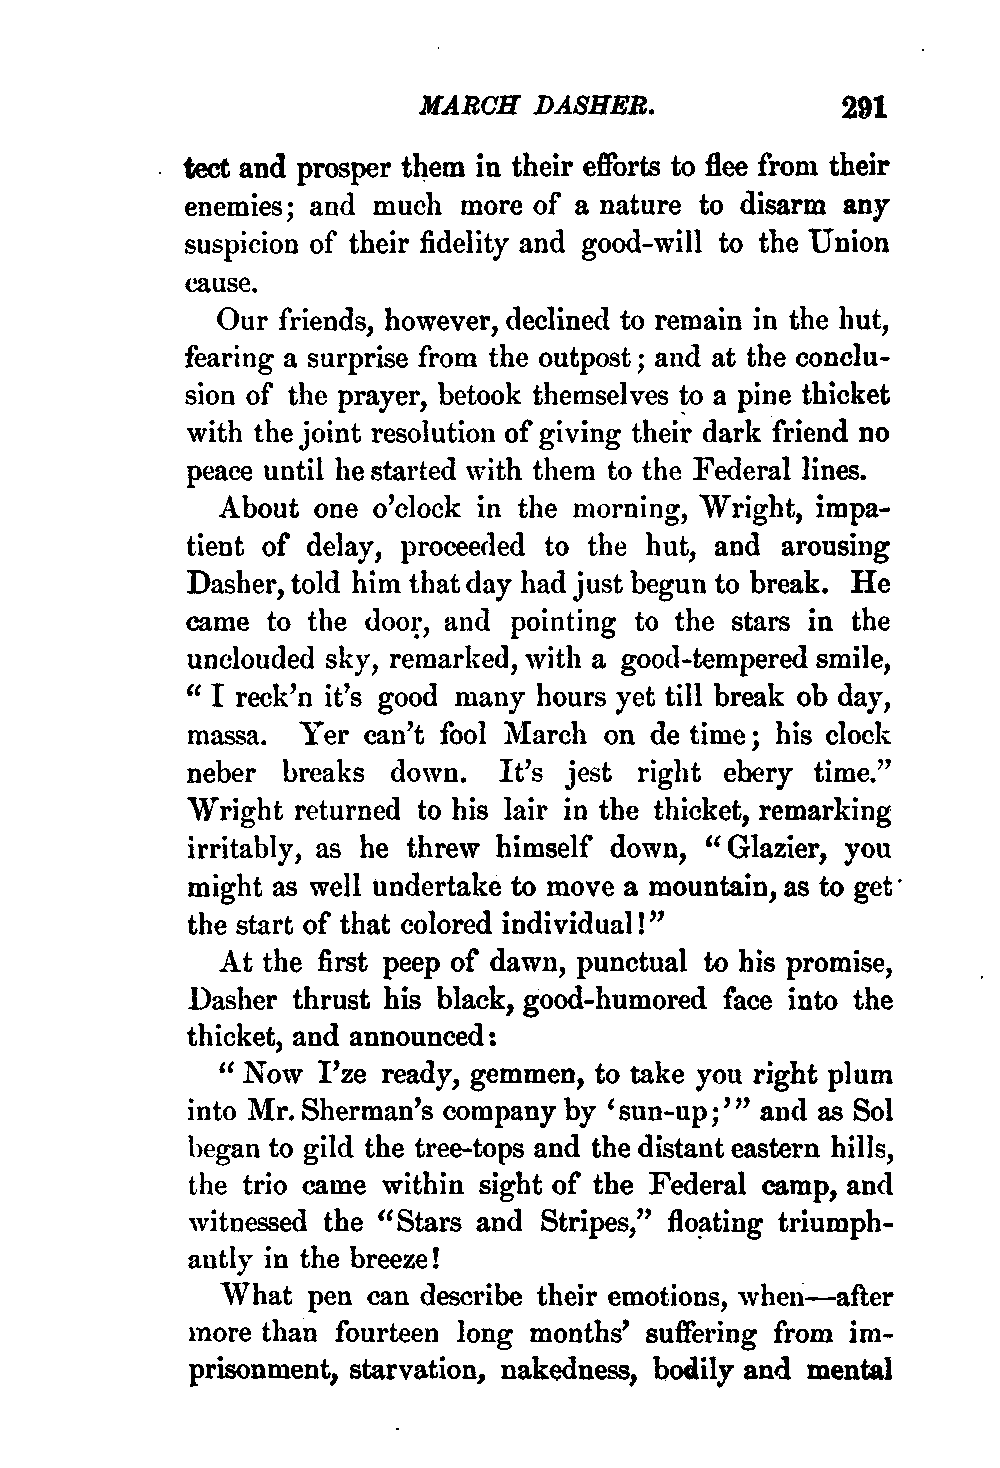 MARCH DASHER. 291
tect and prosper them in their efforts to flee from their
enemies; and much more of a nature to disarm any
suspicion of their fidelity and good-will to the Union
cause.
Our friends, however, declined to remain in the hut,
fearing a surprise from the outpost; and at the conclu-
sion of the prayer, betook themselves to a pine thicket
with the joint resolution of giving their dark friend no
peace until he started with them to the Federal lines.
About one o'clock in the morning, Wright, impa-
tient of delay, proceeded to the hut, and arousing
Dasher, told him that day had just begun to break. He
came to the door, and pointing to the stars in the
unclouded sky, remarked, with a good-tempered smile,
"I reck'n it's good many hours yet till break ob day,
massa. Yer can't fool March on de time; his clock
neber breaks down. It's jest right ebery time."
Wright returned to his lair in the thicket, remarking
irritably, as he threw himself down, "Glazier, you
might as well undertake to move a mountain, as to get
the start of that colored individual!"
At the first peep of dawn, punctual to his promise,
Dasher thrust his black, good-humored face into the
thicket, and announced:
"Now I'ze ready, gemmen, to take you right plum
into Mr. Sherman's company by 'sun-up;'" and as Sol
began to gild the tree-tops and the distant eastern hills,
the trio came within sight of the Federal camp, and
witnessed the "Stars and Stripes," floating triumph-
antly in the breeze!
What pen can describe their emotions, when—after
more than fourteen long months' suffering from im-
prisonment, starvation, nakedness, bodily and mental